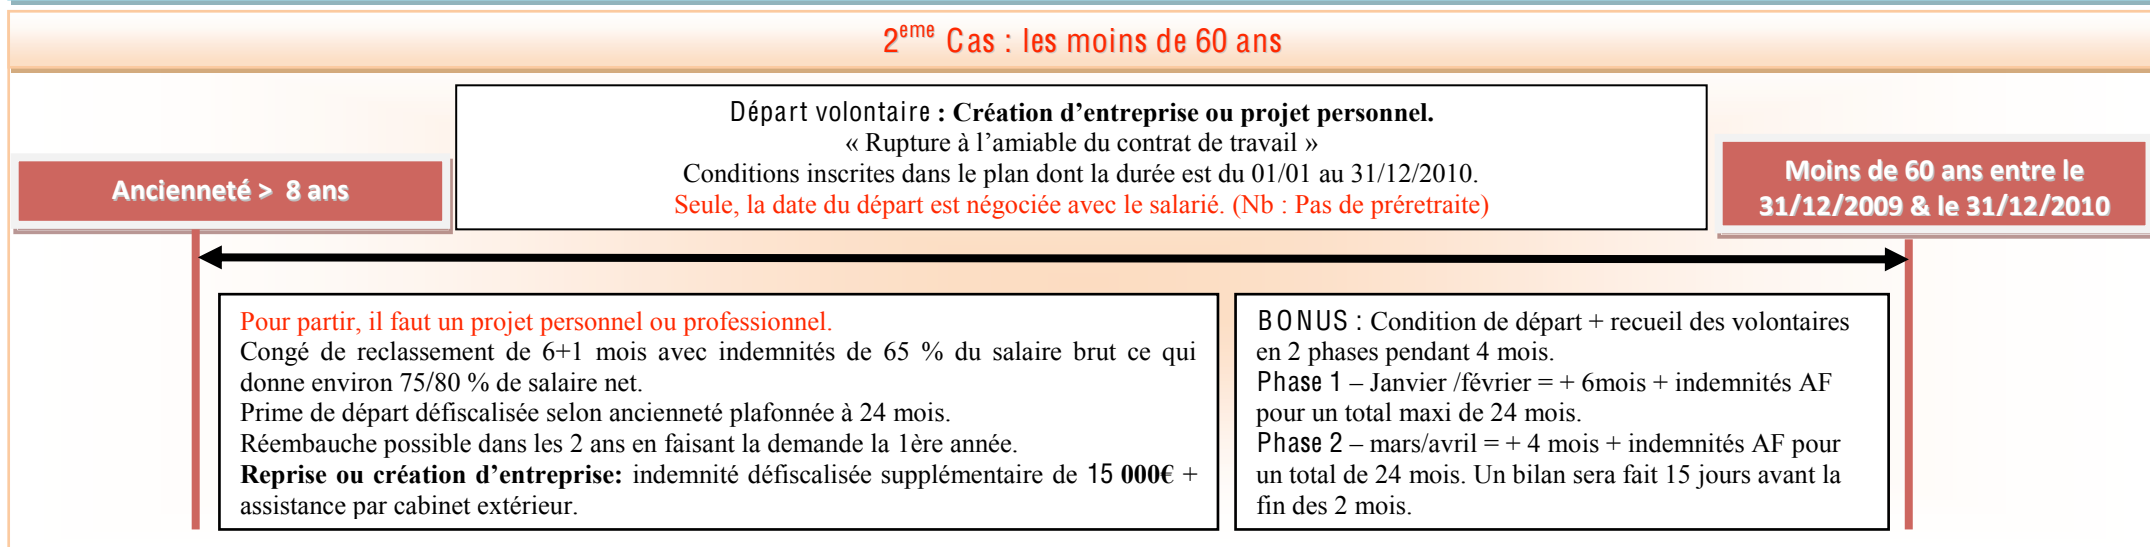 2eme Cas : les moins de 60 ans
Départ volontaire : Création d’entreprise ou projet personnel.
« Rupture à l’amiable du contrat de travail »
Conditions inscrites dans le plan dont la durée est du 01/01 au 31/12/2010.
Seule, la date du départ est négociée avec le salarié. (Nb : Pas de préretraite)
Ancienneté > 8 ans
Moins de 60 ans entre le
31/12/2009 & le 31/12/2010
Pour partir, il faut un projet personnel ou professionnel.
Congé de reclassement de 6+1 mois avec indemnités de 65 % du salaire brut ce qui
donne environ 75/80 % de salaire net.
Prime de départ défiscalisée selon ancienneté plafonnée à 24 mois.
Réembauche possible dans les 2 ans en faisant la demande la 1ère année.
Reprise ou création d’entreprise: indemnité défiscalisée supplémentaire de 15 000€ +
assistance par cabinet extérieur.
BONUS : Condition de départ + recueil des volontaires
en 2 phases pendant 4 mois.
Phase 1 – Janvier /février = + 6mois + indemnités AF
pour un total maxi de 24 mois.
Phase 2 – mars/avril = + 4 mois + indemnités AF pour
un total de 24 mois. Un bilan sera fait 15 jours avant la
fin des 2 mois.